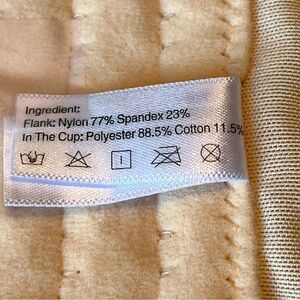 Ingredient:
Flank: Nylon 77% Spandex 23%
In The Cup: Polyester 88.5% Cotton 11.5%